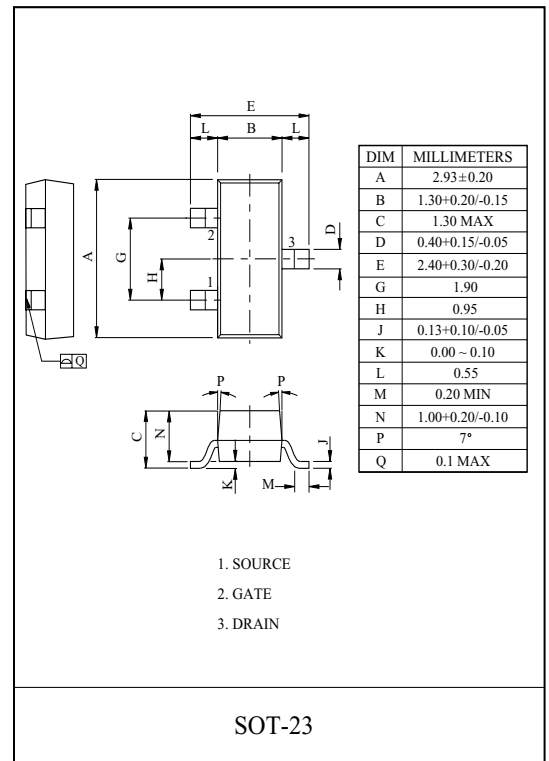 E
L B L
A
G
H
D
2
3
1
D Q
P P
C
N
J
K
M
DIM MILLIMETERS
A 2.93±0.20
B 1.30+0.20/-0.15
C 1.30 MAX
D 0.40+0.15/-0.05
E 2.40+0.30/-0.20
G 1.90
H 0.95
J 0.13+0.10/-0.05
K 0.00 ~ 0.10
L 0.55
M 0.20 MIN
N 1.00+0.20/-0.10
P 7°
Q 0.1 MAX
1. SOURCE
2. GATE
3. DRAIN
SOT-23